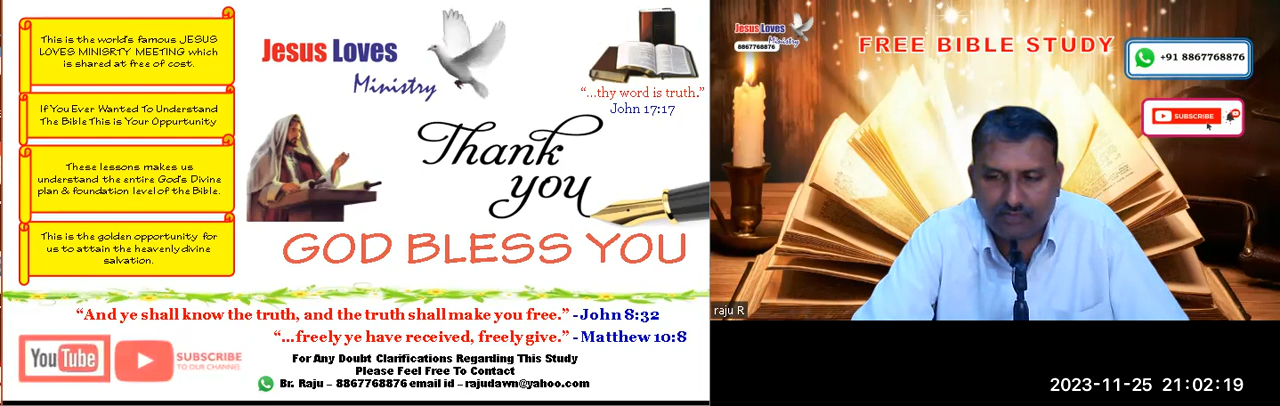 This is the world's famous JESUS
LOVES MINISRTY MEETING which
is shared at free of cost.
If You Ever Wanted To Understand
The Bible This is Your Oppurtunity
These lessons makes us
understand the entire God's Divine
plan & foundation level of the Bible.
This is the golden opportunity for
us to attain the heavenly divine
salvation.
Jesus Loves
Ministry
"...thy word is truth."
John 17:17
Thank
you
GOD BLESS YOU
"And ye shall know the truth, and the truth shall make you free." - John 8:32
"...freely ye have received, freely give." - Matthew 10:8
You Tube
SUBSCRIBE
TO OUR CHANNEL
For Any Doubt Clarifications Regarding This Study
Please Feel Free To Contact
Br. Raju - 8867768876 email id - rajudawn@yahoo.com
Jesus Loves
Ministry
8867768876
FREE BIBLE STUDY
+91 8867768876
SUBSCRIBE
raju R
2023-11-25 21:02:19